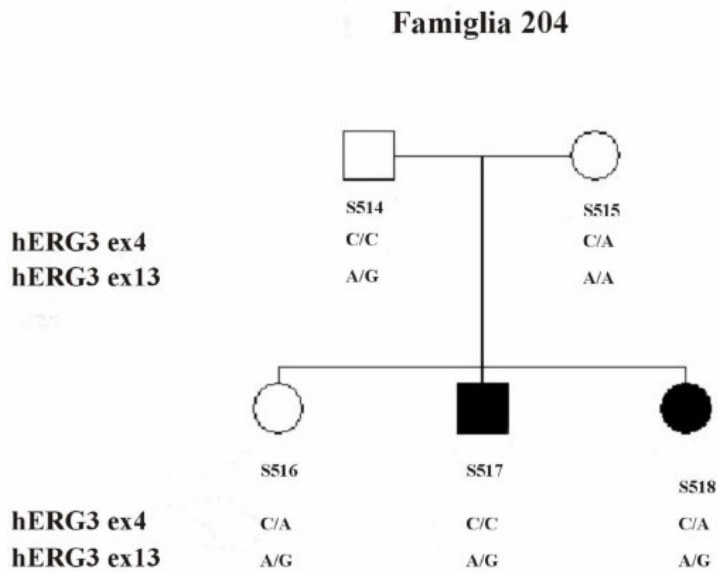 Famiglia 204
S514 S515
hERG3 ex4 C/C C/A
hERG3 ex13 A/G A/A
S516 S517 S518
hERG3 ex4 C/A C/C C/A
hERG3 ex13 A/G A/G A/G